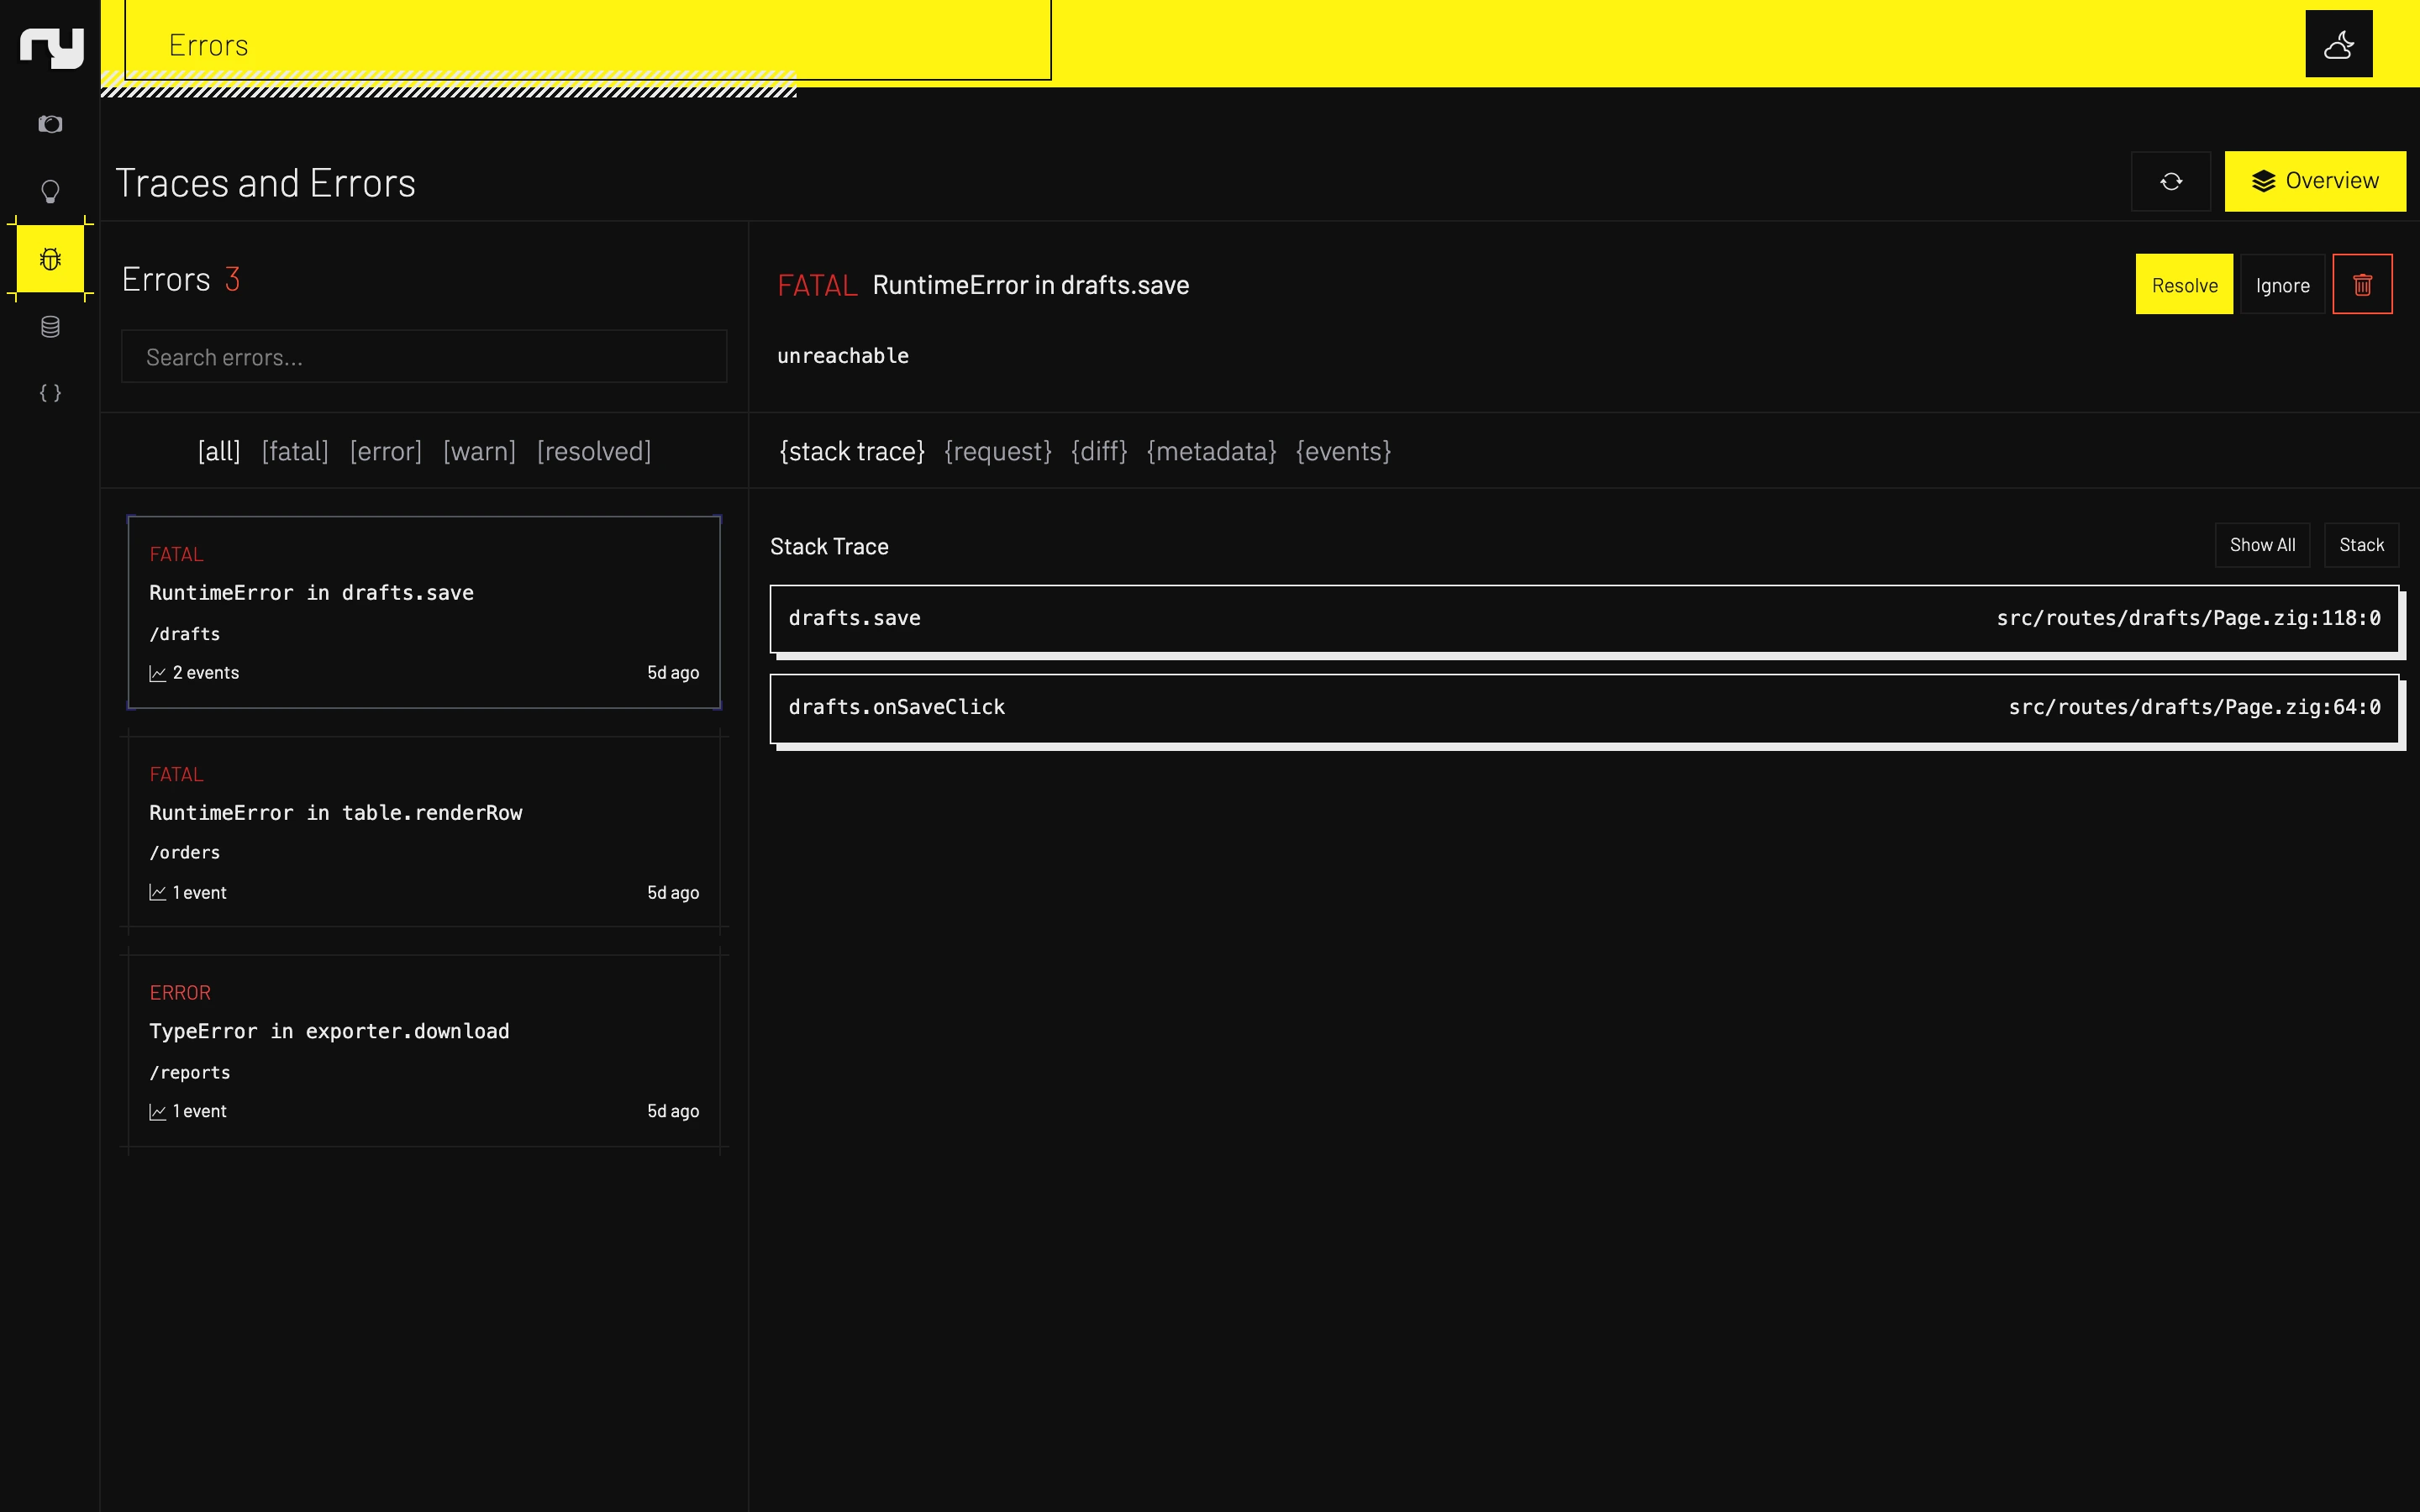 ry
Errors
Traces and Errors
Overview
Errors 3
Search errors...
[all] [fatal] [error] [warn] [resolved]
FATAL
RuntimeError in drafts.save
/drafts
2 events 5d ago
FATAL
RuntimeError in table.renderRow
/orders
1 event 5d ago
ERROR
TypeError in exporter.download
/reports
1 event 5d ago
FATAL RuntimeError in drafts.save
Resolve Ignore
unreachable
{stack trace} {request} {diff} {metadata} {events}
Stack Trace
Show All Stack
drafts.save src/routes/drafts/Page.zig:118:0
drafts.onSaveClick src/routes/drafts/Page.zig:64:0